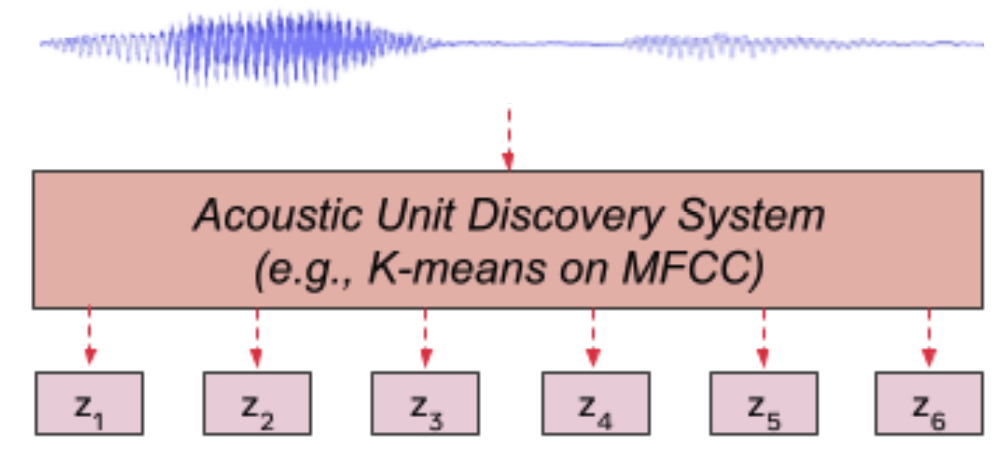 Acoustic Unit Discovery System
(e.g., K-means on MFCC)
z₁ z₂ z₃ z₄ z₅ z₆